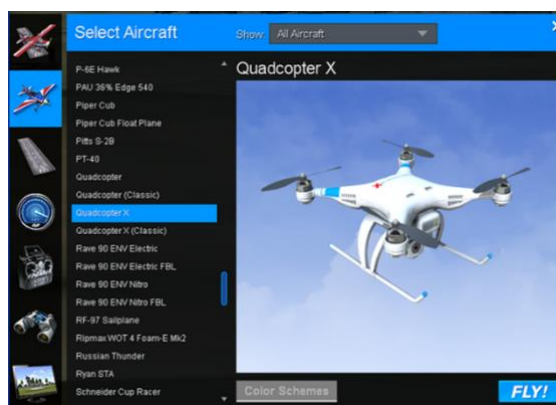 Select Aircraft
Show: All Aircraft
P-6E Hawk
PAU 36% Edge 540
Piper Cub
Piper Cub Float Plane
Pitts S-2B
PT-40
Quadcopter
Quadcopter (Classic)
Quadcopter X
Quadcopter X (Classic)
Rave 90 ENV Electric
Rave 90 ENV Electric FBL
Rave 90 ENV Nitro
Rave 90 ENV Nitro FBL
RF-97 Sailplane
Ripmax WOT 4 Foam-E Mk2
Russian Thunder
Ryan STA
Schneider Cup Racer
Quadcopter X
Color Schemes
FLY!